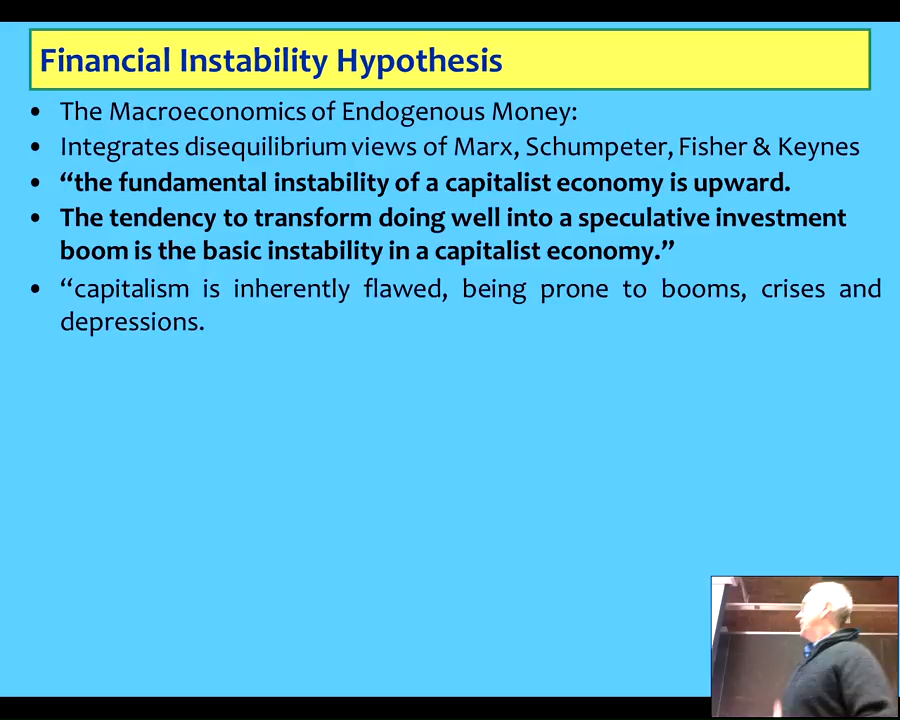 Financial Instability Hypothesis
• The Macroeconomics of Endogenous Money:
• Integrates disequilibrium views of Marx, Schumpeter, Fisher & Keynes
• “the fundamental instability of a capitalist economy is upward.
• The tendency to transform doing well into a speculative investment
boom is the basic instability in a capitalist economy.”
• “capitalism is inherently flawed, being prone to booms, crises and
depressions.